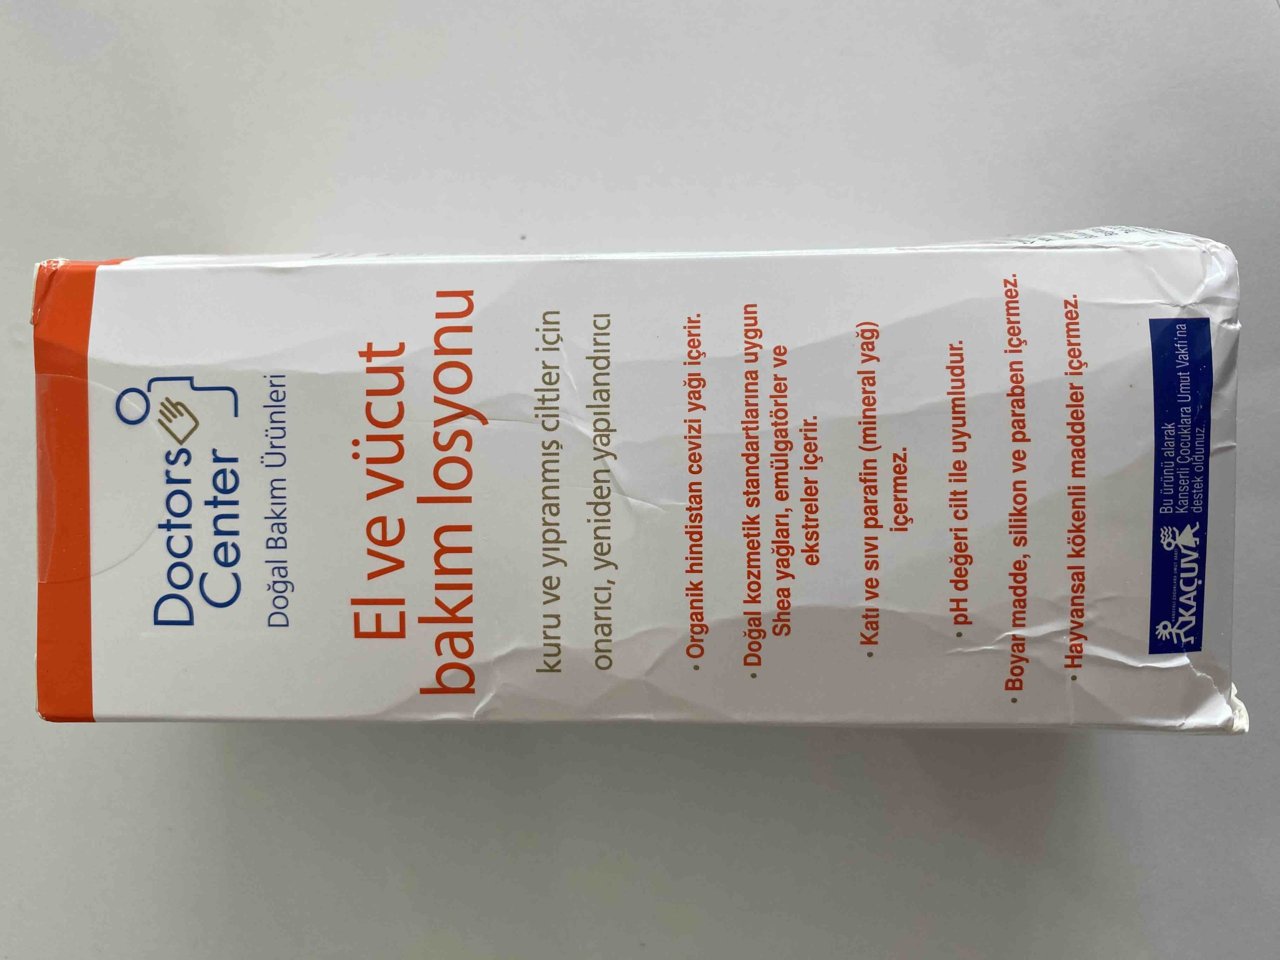 Doctors
Center
Doğal Bakım Ürünleri
El ve vücut
bakım losyonu
kuru ve yıpranmış ciltler için
onarıcı, yeniden yapılandırıcı
• Organik hindistan cevizi yağı içerir.
• Doğal kozmetik standartlarına uygun
Shea yağları, emülgatörler ve
ekstreler içerir.
• Katı ve sıvı parafin (mineral yağ)
içermez.
• pH değeri cilt ile uyumludur.
• Boyar madde, silikon ve paraben içermez.
• Hayvansal kökenli maddeler içermez.
KAÇUV
Bu ürünü alarak
Kanserli Çocuklara Umut Vakfı'na
destek oldunuz.